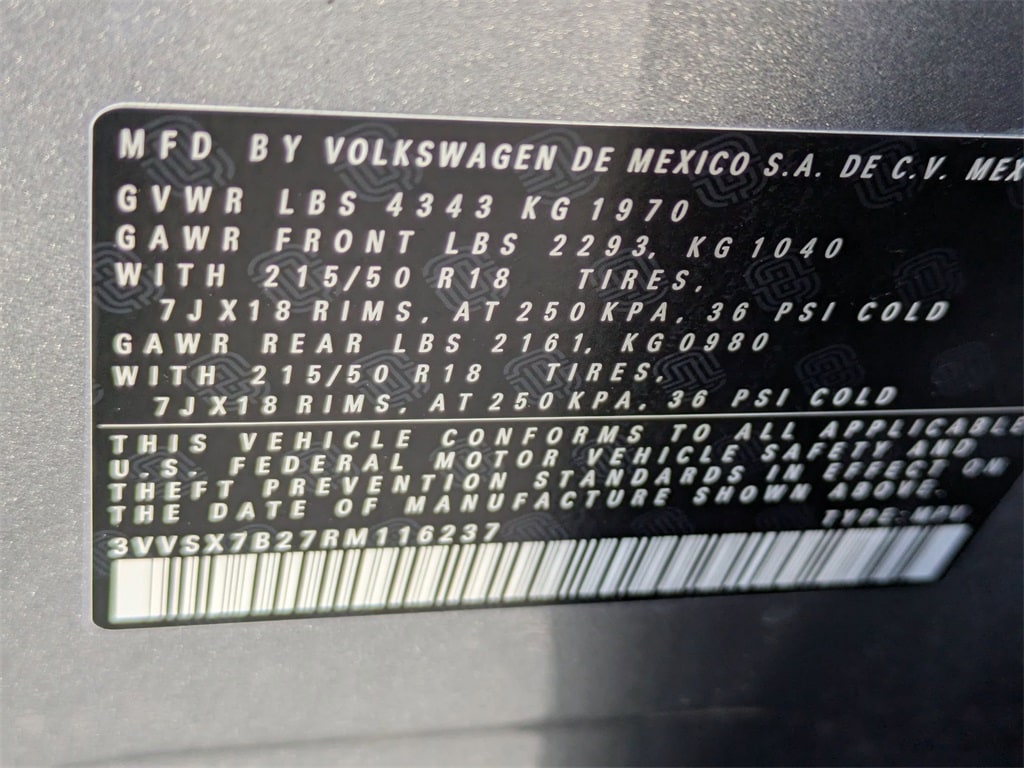 MFD BY VOLKSWAGEN DE MEXICO S.A. DE C.V. MEX
GVWR LBS 4343 KG 1970
GAWR FRONT LBS 2293, KG 1040
WITH 215/50 R18 TIRES,
7JX18 RIMS, AT 250 KPA, 36 PSI COLD
GAWR REAR LBS 2161, KG 0980
WITH 215/50 R18 TIRES,
7JX18 RIMS, AT 250 KPA, 36 PSI COLD
THIS VEHICLE CONFORMS TO ALL APPLICABLE
U.S. FEDERAL MOTOR VEHICLE SAFETY AND
THEFT PREVENTION STANDARDS IN EFFECT ON
THE DATE OF MANUFACTURE SHOWN ABOVE.
TYPE: MPV
3VVSX7B27RM116237